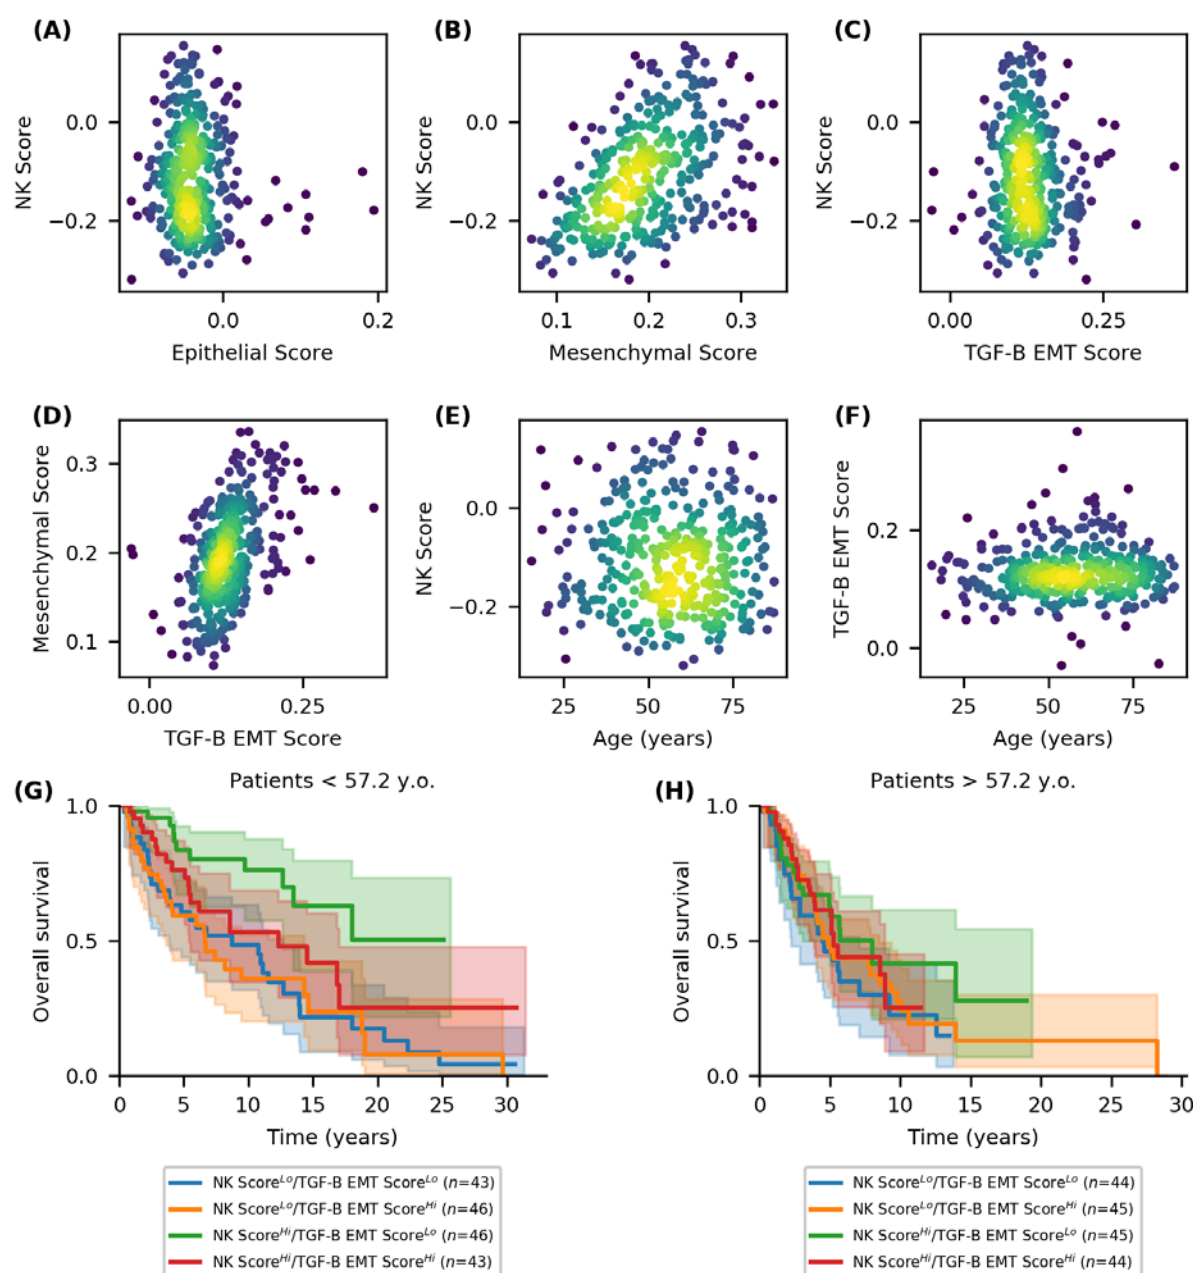 (A)
0.0
−0.2
NK Score
0.0
0.2
Epithelial Score
(B)
0.0
−0.2
NK Score
0.1
0.2
0.3
Mesenchymal Score
(C)
0.0
−0.2
NK Score
0.00
0.25
TGF-B EMT Score
(D)
0.3
0.2
0.1
Mesenchymal Score
0.00
0.25
TGF-B EMT Score
(E)
0.0
−0.2
NK Score
25
50
75
Age (years)
(F)
0.2
0.0
TGF-B EMT Score
25
50
75
Age (years)
(G)
Patients < 57.2 y.o.
1.0
0.5
0.0
Overall survival
0
5
10
15
20
25
30
Time (years)
NK Score^Lo/TGF-B EMT Score^Lo (n=43)
NK Score^Lo/TGF-B EMT Score^Hi (n=46)
NK Score^Hi/TGF-B EMT Score^Lo (n=46)
NK Score^Hi/TGF-B EMT Score^Hi (n=43)
(H)
Patients > 57.2 y.o.
1.0
0.5
0.0
Overall survival
0
5
10
15
20
25
30
Time (years)
NK Score^Lo/TGF-B EMT Score^Lo (n=44)
NK Score^Lo/TGF-B EMT Score^Hi (n=45)
NK Score^Hi/TGF-B EMT Score^Lo (n=45)
NK Score^Hi/TGF-B EMT Score^Hi (n=44)